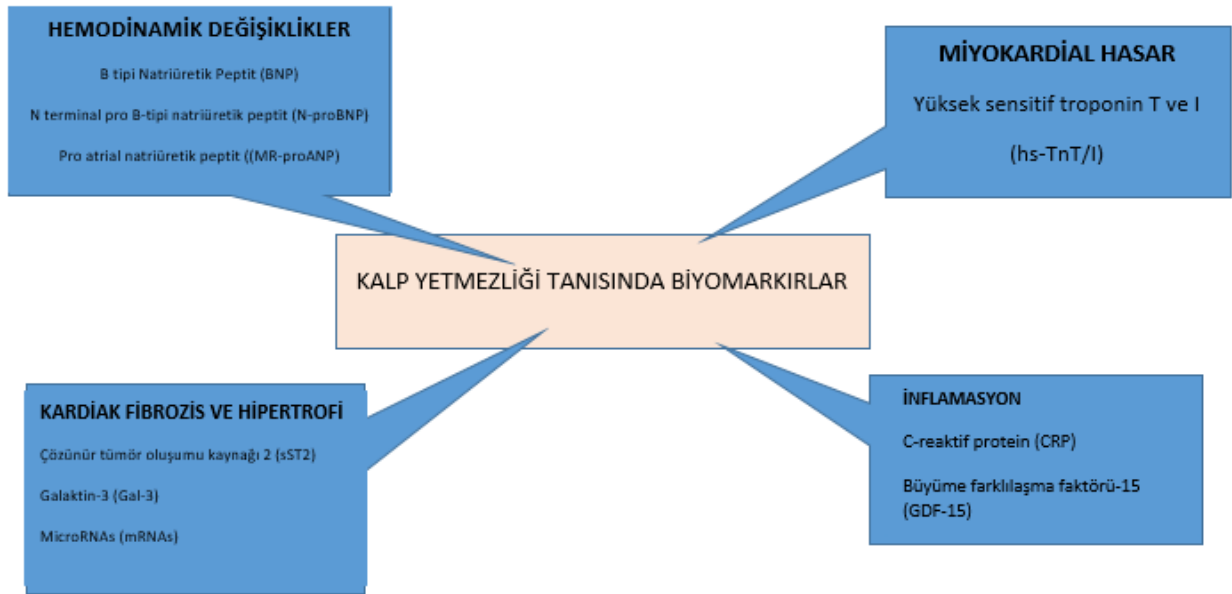 HEMODİNAMİK DEĞİŞİKLİKLER
B tipi Natriüretik Peptit (BNP)
N terminal pro B-tipi natriüretik peptit (N-proBNP)
Pro atrial natriüretik peptit ((MR-proANP)
MİYOKARDİAL HASAR
Yüksek sensitif troponin T ve I
(hs-TnT/I)
KALP YETMEZLİĞİ TANISINDA BİYOMARKIRLAR
KARDİAK FİBROZİS VE HİPERTROFİ
Çözünür tümör oluşumu kaynağı 2 (sST2)
Galaktin-3 (Gal-3)
MicroRNAs (mRNAs)
İNFLAMASYON
C-reaktif protein (CRP)
Büyüme farklılaşma faktörü-15
(GDF-15)